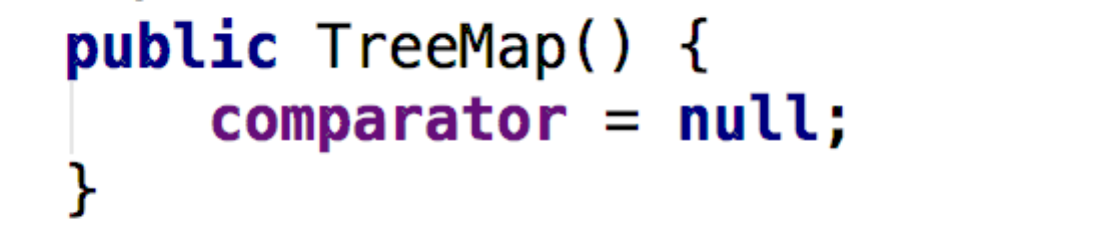 public TreeMap() {
    comparator = null;
}